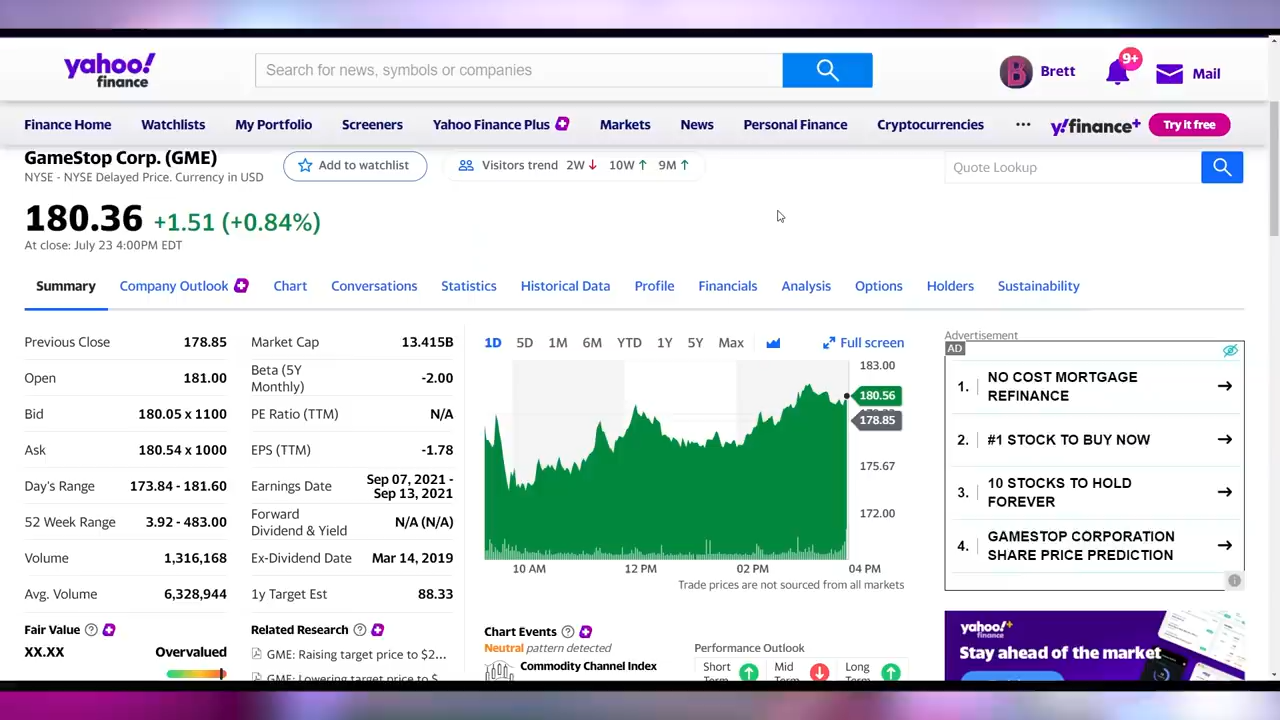 yahoo!
finance
Search for news, symbols or companies
B
Brett
9+
Mail
Finance Home
Watchlists
My Portfolio
Screeners
Yahoo Finance Plus
Markets
News
Personal Finance
Cryptocurrencies
...
y!finance+
Try it free
GameStop Corp. (GME)
NYSE - NYSE Delayed Price. Currency in USD
Add to watchlist
Visitors trend 2W↓ 10W↑ 9M↑
Quote Lookup
180.36 +1.51 (+0.84%)
At close: July 23 4:00PM EDT
Summary
Company Outlook
Chart
Conversations
Statistics
Historical Data
Profile
Financials
Analysis
Options
Holders
Sustainability
Previous Close 178.85
Open 181.00
Bid 180.05 x 1100
Ask 180.54 x 1000
Day's Range 173.84 - 181.60
52 Week Range 3.92 - 483.00
Volume 1,316,168
Avg. Volume 6,328,944
Fair Value
XX.XX Overvalued
Market Cap 13.415B
Beta (5Y
Monthly) -2.00
PE Ratio (TTM) N/A
EPS (TTM) -1.78
Earnings Date Sep 07, 2021 -
Sep 13, 2021
Forward
Dividend & Yield N/A (N/A)
Ex-Dividend Date Mar 14, 2019
1y Target Est 88.33
Related Research
GME: Raising target price to $2...
GME: Lowering target price to $
1D 5D 1M 6M YTD 1Y 5Y Max
Full screen
183.00
180.56
178.85
175.67
172.00
10 AM
12 PM
02 PM
04 PM
Trade prices are not sourced from all markets
Chart Events
Neutral pattern detected
Commodity Channel Index
Performance Outlook
Short
Term
Mid
Term
Long
Term
Advertisement
AD
1. NO COST MORTGAGE
REFINANCE
2. #1 STOCK TO BUY NOW
3. 10 STOCKS TO HOLD
FOREVER
4. GAMESTOP CORPORATION
SHARE PRICE PREDICTION
yahoo!+
finance
Stay ahead of the market